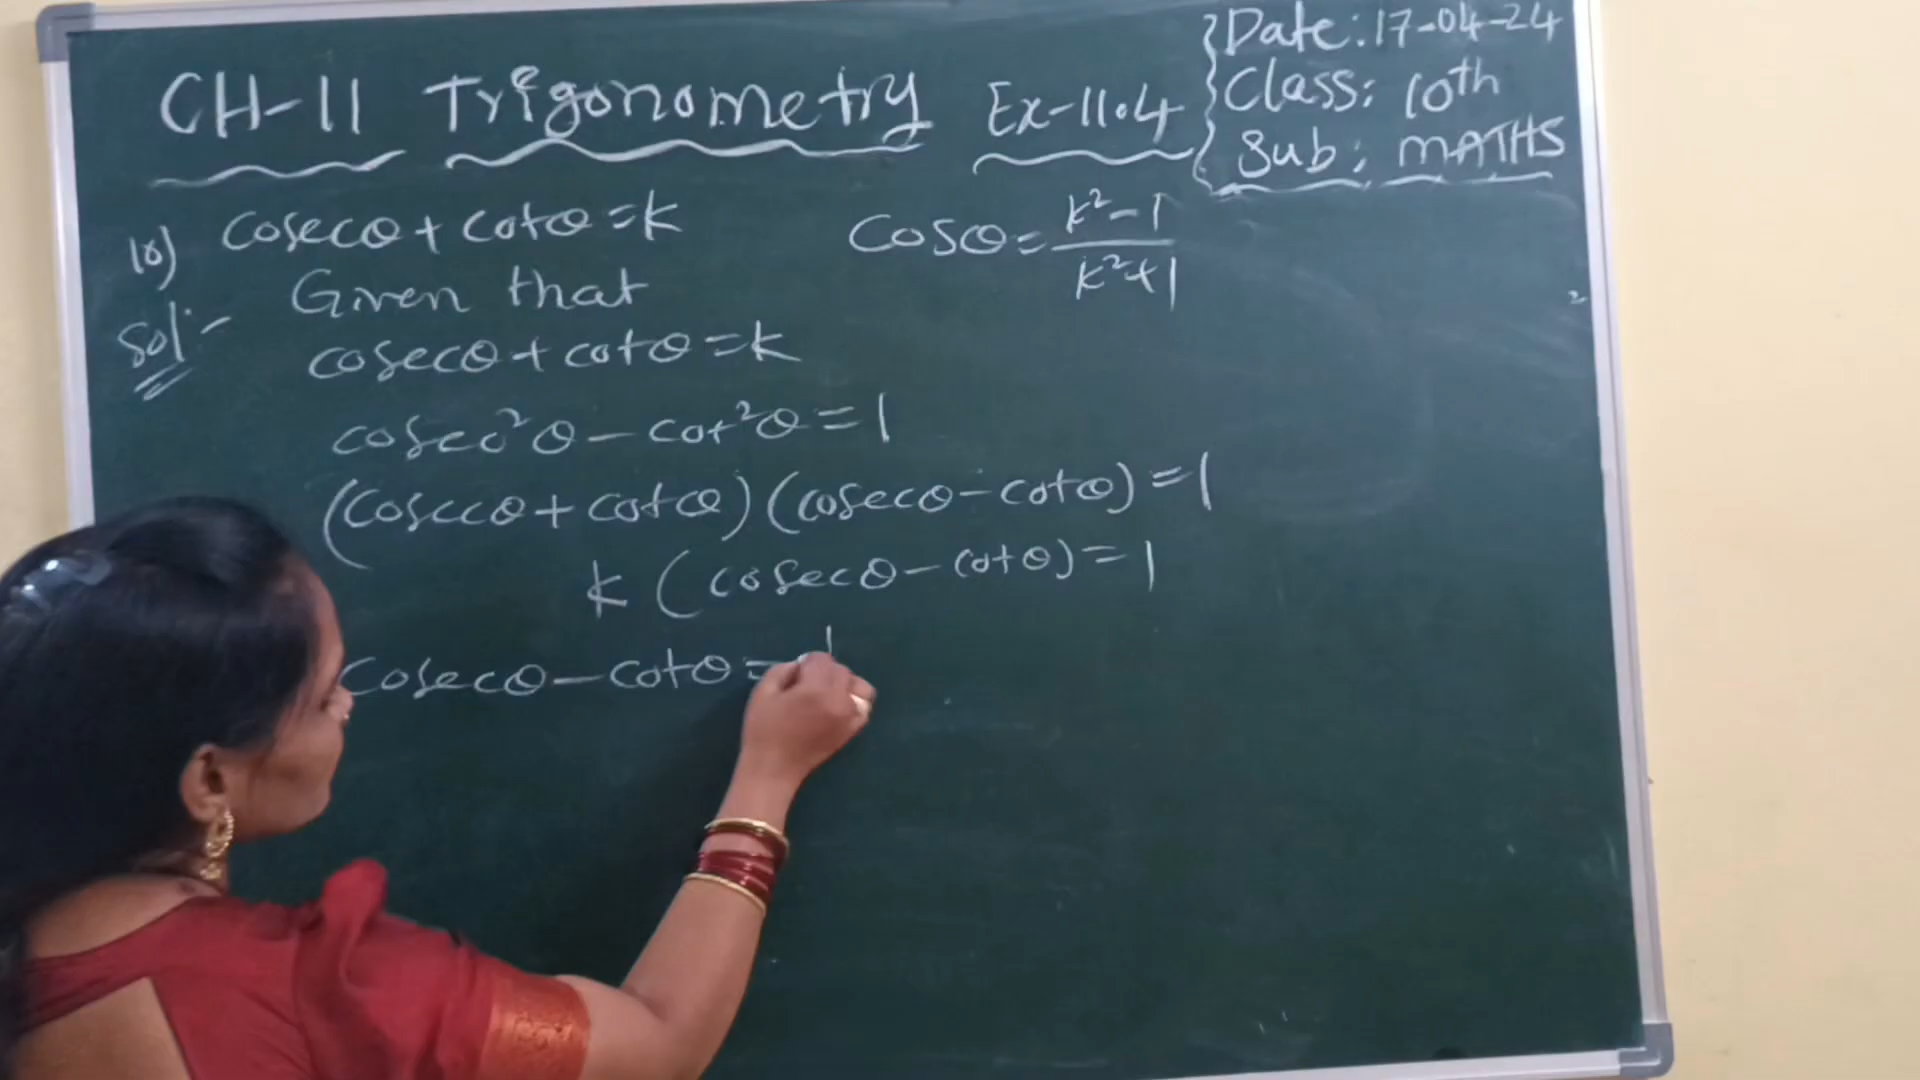 CH-11 Trigonometry Ex-11.4
Date: 17-04-24
Class: 10th
Sub: MATHS
10) cosecθ + cotθ = k cosθ = k²-1/k²+1
Sol:- Given that
cosecθ + cotθ = k
cosec²θ - cot²θ = 1
(cosecθ + cotθ)(cosecθ - cotθ) = 1
k(cosecθ - cotθ) = 1
cosecθ - cotθ = 1